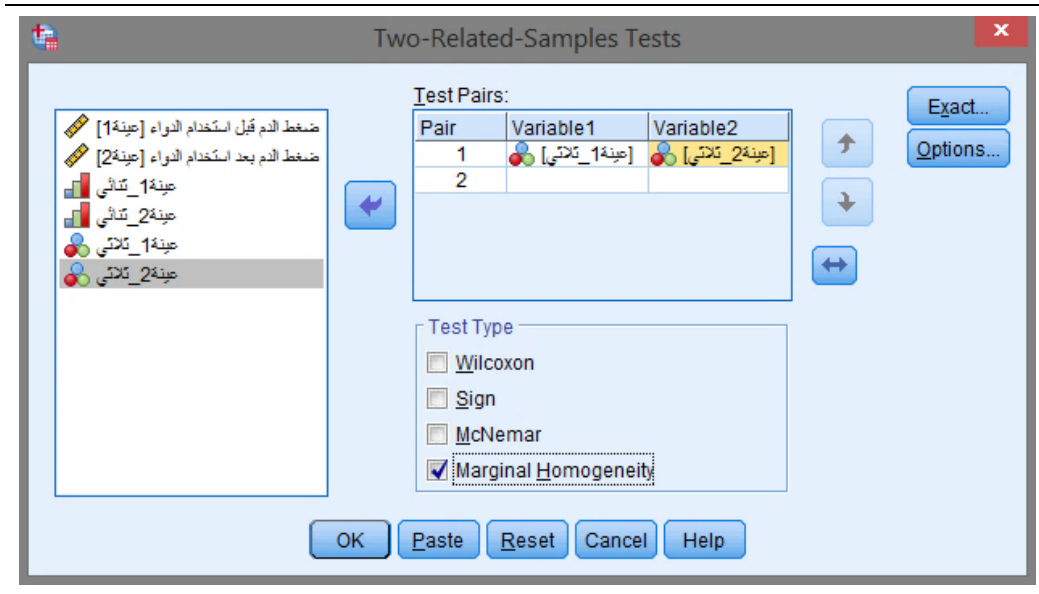 Two-Related-Samples Tests
x
Test Pairs:
Exact...
Options...
ضغط الدم قبل استخدام الدواء [عينة1]
ضغط الدم بعد استخدام الدواء [عينة2]
عينة1_ثنائي
عينة2_ثنائي
عينة1_ثلاثي
عينة2_ثلاثي
Pair Variable1 Variable2
1 [عينة1_ثلاثي] [عينة2_ثلاثي]
2
Test Type
Wilcoxon
Sign
McNemar
Marginal Homogeneity
OK Paste Reset Cancel Help